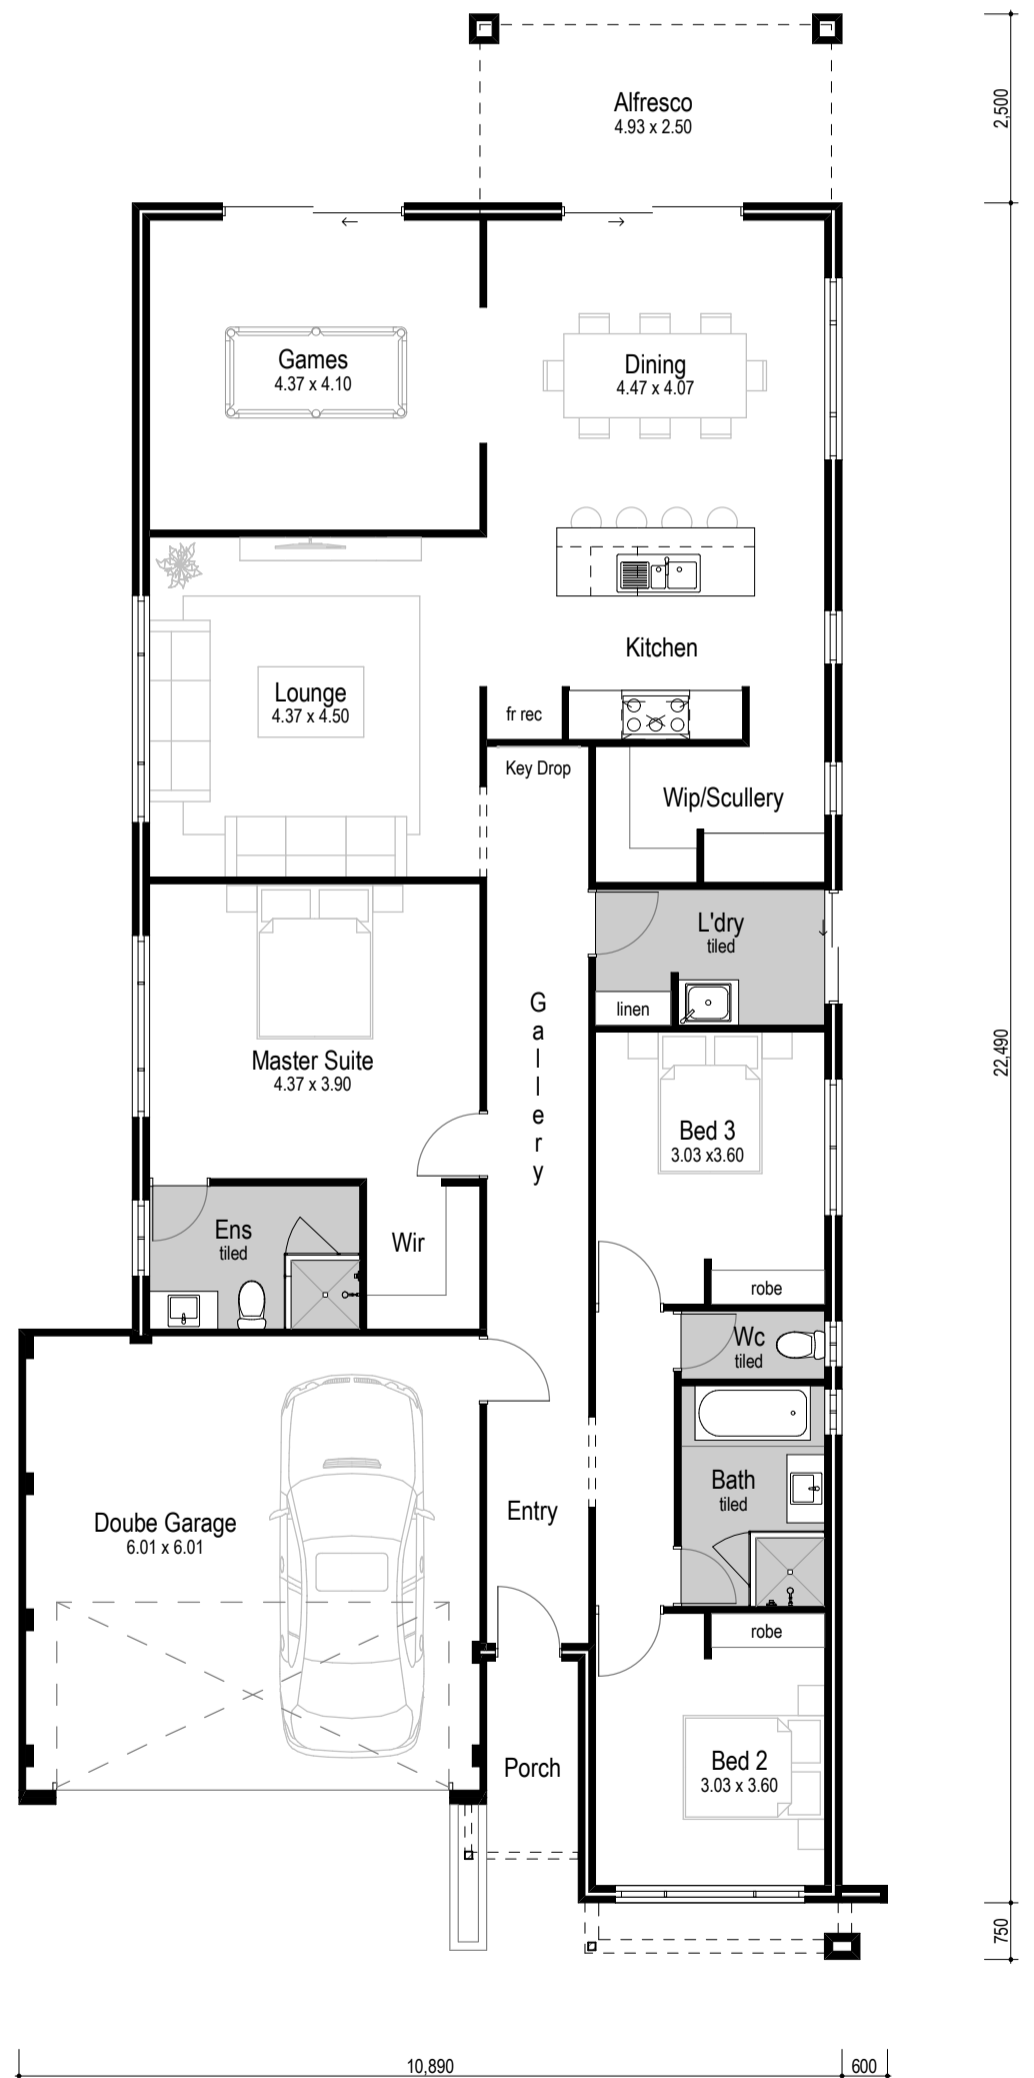 Alfresco
4.93 x 2.50
2,500
Games
4.37 x 4.10
Dining
4.47 x 4.07
Kitchen
Lounge
4.37 x 4.50
fr rec
Key Drop
Wip/Scullery
L'dry
tiled
linen
Gallery
22,490
Master Suite
4.37 x 3.90
Bed 3
3.03 x3.60
Ens
tiled
Wir
robe
Wc
tiled
Bath
tiled
Entry
Doube Garage
6.01 x 6.01
robe
Porch
Bed 2
3.03 x 3.60
750
10,890
600